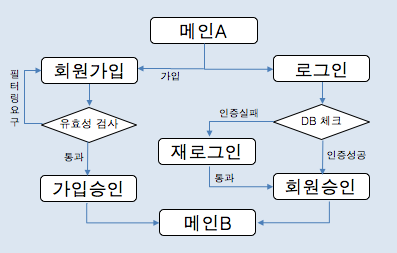 메인A
회원가입
가입
로그인
필터링요구
유효성 검사
인증실패
DB 체크
통과
재로그인
인증성공
가입승인
통과
회원승인
메인B